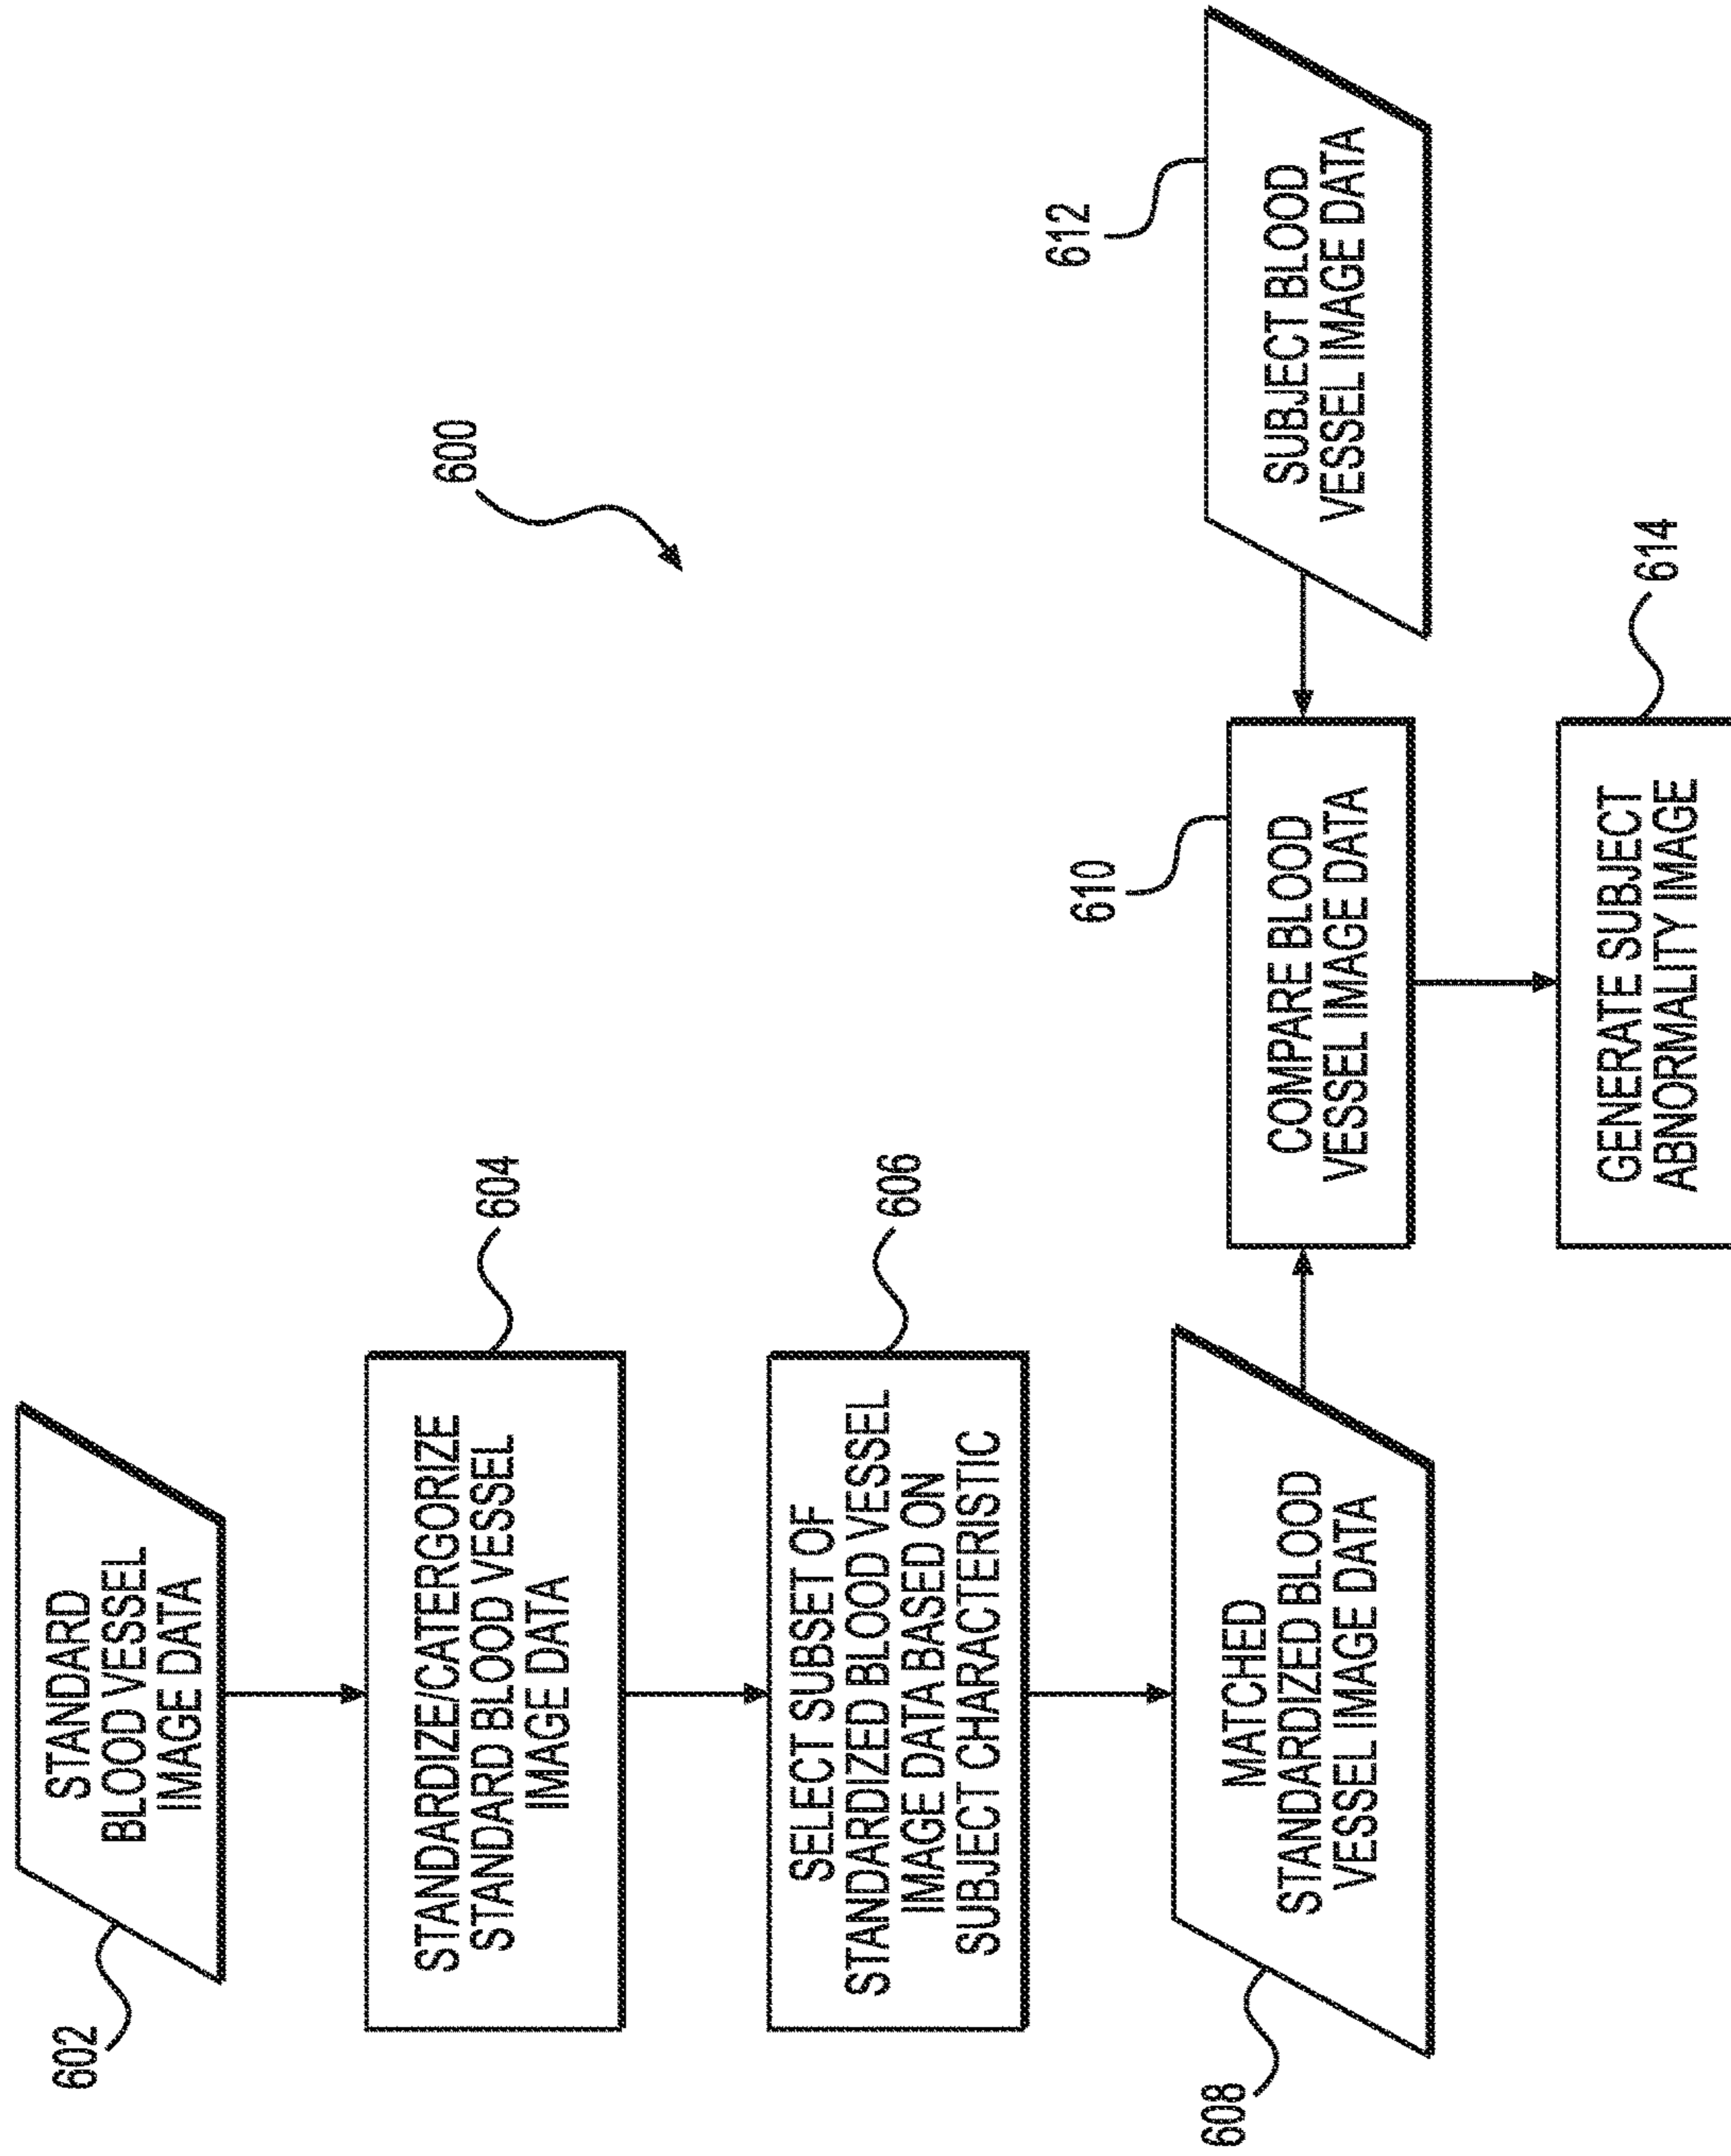 600
602
STANDARD
BLOOD VESSEL
IMAGE DATA
604
STANDARDIZE/CATERGORIZE
STANDARD BLOOD VESSEL
IMAGE DATA
606
SELECT SUBSET OF
STANDARDIZED BLOOD VESSEL
IMAGE DATA BASED ON
SUBJECT CHARACTERISTIC
608
MATCHED
STANDARDIZED BLOOD
VESSEL IMAGE DATA
610
COMPARE BLOOD
VESSEL IMAGE DATA
612
SUBJECT BLOOD
VESSEL IMAGE DATA
614
GENERATE SUBJECT
ABNORMALITY IMAGE